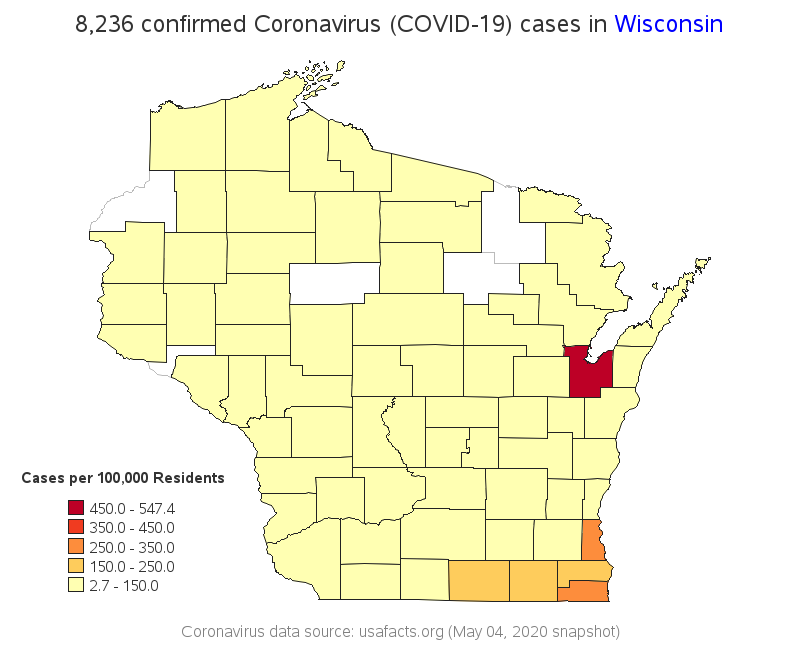 8,236 confirmed Coronavirus (COVID-19) cases in Wisconsin
Cases per 100,000 Residents
450.0 - 547.4
350.0 - 450.0
250.0 - 350.0
150.0 - 250.0
2.7 - 150.0
Coronavirus data source: usafacts.org (May 04, 2020 snapshot)